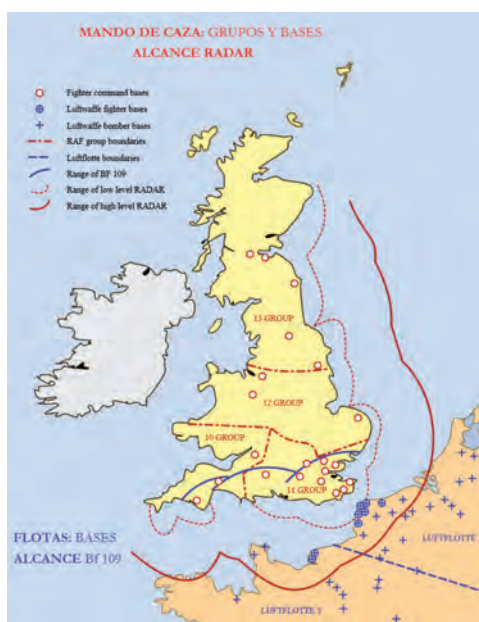 MANDO DE CAZA: GRUPOS Y BASES
ALCANCE RADAR
Fighter command bases
Luftwaffe fighter bases
Luftwaffe bomber bases
RAF group boundaries
Luftflotte boundaries
Range of BF 109
Range of low level RADAR
Range of high level RADAR
13 GROUP
12 GROUP
10 GROUP
11 GROUP
FLOTAS: BASES
ALCANCE Bf 109
LUFTFLOTTE
LUFTFLOTTE 3